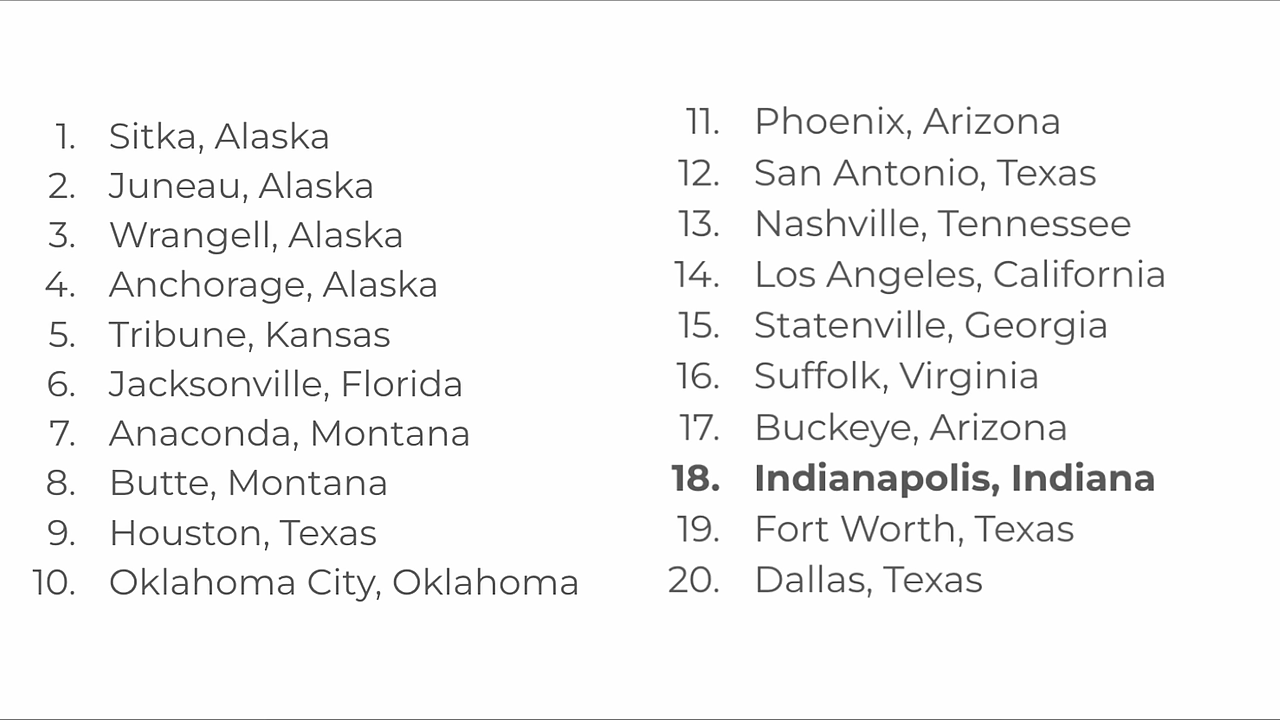 1. Sitka, Alaska
2. Juneau, Alaska
3. Wrangell, Alaska
4. Anchorage, Alaska
5. Tribune, Kansas
6. Jacksonville, Florida
7. Anaconda, Montana
8. Butte, Montana
9. Houston, Texas
10. Oklahoma City, Oklahoma
11. Phoenix, Arizona
12. San Antonio, Texas
13. Nashville, Tennessee
14. Los Angeles, California
15. Statenville, Georgia
16. Suffolk, Virginia
17. Buckeye, Arizona
18. Indianapolis, Indiana
19. Fort Worth, Texas
20. Dallas, Texas